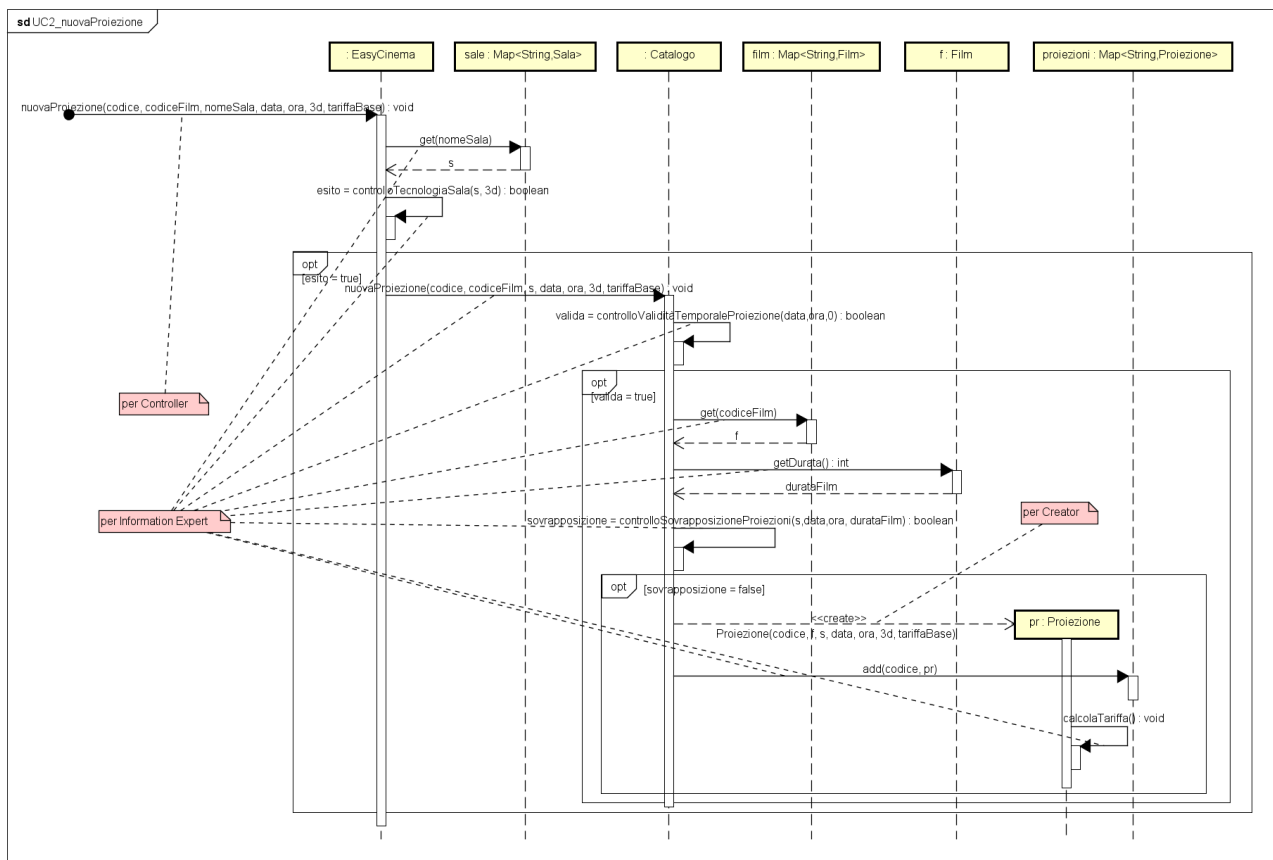 sd UC2_nuovaProiezione
: EasyCinema
sale : Map<String,Sala>
: Catalogo
film : Map<String,Film>
f : Film
proiezioni : Map<String,Proiezione>
nuovaProiezione(codice, codiceFilm, nomeSala, data, ora, 3d, tariffaBase) : void
get(nomeSala)
s
esito = controlloTecnologiaSala(s, 3d) : boolean
opt
[esito = true]
nuovaProiezione(codice, codiceFilm, s, data, ora, 3d, tariffaBase) : void
valida = controlloValiditàTemporaleProiezione(data,ora,0) : boolean
opt
[valida = true]
per Controller
get(codiceFilm)
f
getDurata() : int
durataFilm
per Creator
per Information Expert
sovrapposizione = controlloSovrapposizioneProiezioni(s,data,ora, durataFilm) : boolean
opt
[sovrapposizione = false]
<<create>>
pr : Proiezione
Proiezione(codice, f, s, data, ora, 3d, tariffaBase)
add(codice, pr)
calcolaTariffa() : void